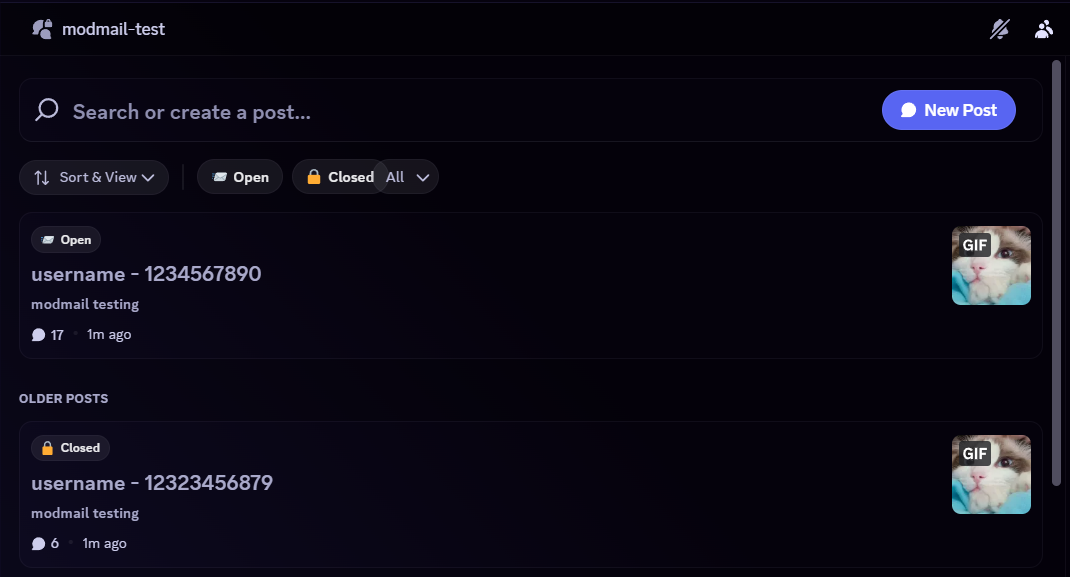 modmail-test
Search or create a post...
New Post
Sort & View
Open
Closed
All
Open
GIF
username - 1234567890
modmail testing
17 • 1m ago
OLDER POSTS
Closed
GIF
username - 12323456879
modmail testing
6 • 1m ago